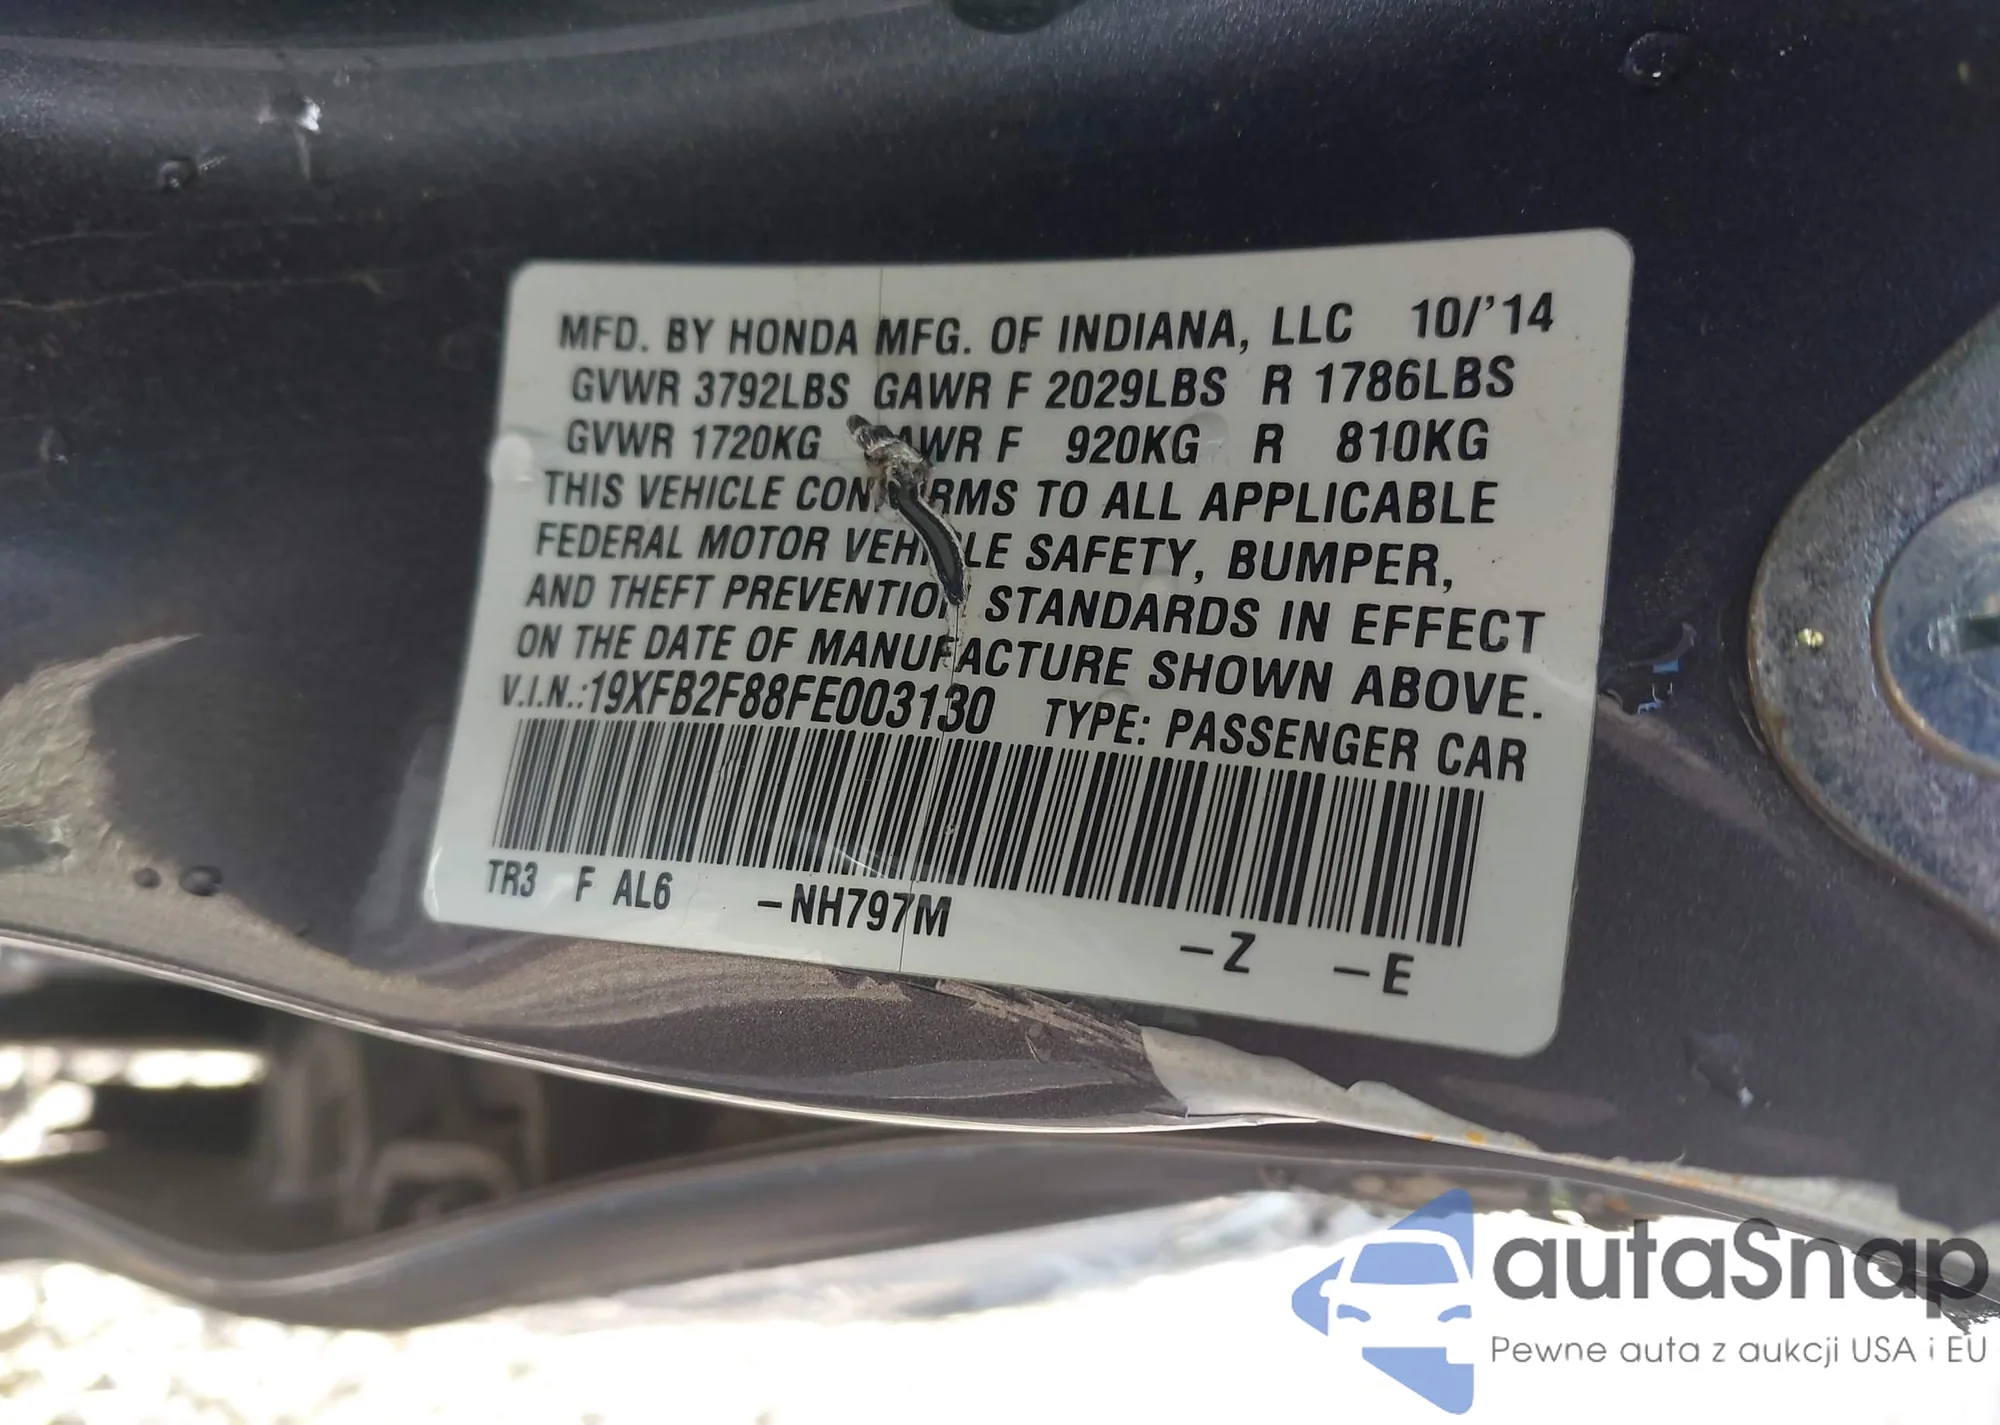 MFD. BY HONDA MFG. OF INDIANA, LLC 10/'14
GVWR 3792LBS GAWR F 2029LBS R 1786LBS
GVWR 1720KG GAWR F 920KG R 810KG
THIS VEHICLE CONFORMS TO ALL APPLICABLE
FEDERAL MOTOR VEHICLE SAFETY, BUMPER,
AND THEFT PREVENTION STANDARDS IN EFFECT
ON THE DATE OF MANUFACTURE SHOWN ABOVE.
V.I.N.:19XFB2F88FE003130 TYPE: PASSENGER CAR
TR3 F AL6 -NH797M -Z -E
autaSnap
Pewne auta z aukcji USA i EU